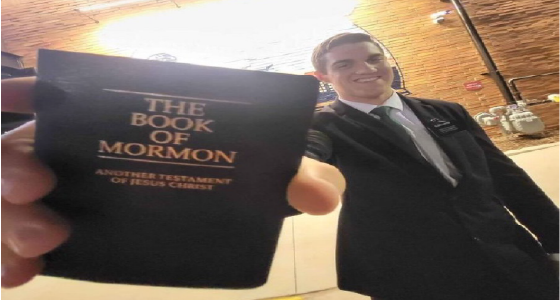 THE
BOOK
OF
MORMON
ANOTHER TESTAMENT
OF JESUS CHRIST